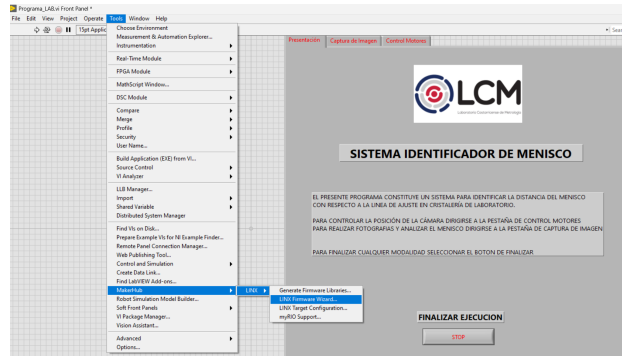 Programa_LAB.vi Front Panel *
File Edit View Project Operate Tools Window Help
15pt Applic
Sear
Choose Environment
Measurement & Automation Explorer...
Instrumentation
Real-Time Module
FPGA Module
MathScript Window...
DSC Module
Compare
Merge
Profile
Security
User Name...
Build Application (EXE) from VI...
Source Control
VI Analyzer
LLB Manager...
Import
Shared Variable
Distributed System Manager
Find VIs on Disk...
Prepare Example VIs for NI Example Finder...
Remote Panel Connection Manager...
Web Publishing Tool...
Control and Simulation
Create Data Link...
Find LabVIEW Add-ons...
MakerHub
Robot Simulation Model Builder...
Soft Front Panels
VI Package Manager...
Vision Assistant...
Advanced
Options...
LINX
Generate Firmware Libraries...
LINX Firmware Wizard...
LINX Target Configuration...
myRIO Support...
Presentación Captura de Imagen Control Motores
LCM
Laboratorio Costarricense de Metrología
SISTEMA IDENTIFICADOR DE MENISCO
EL PRESENTE PROGRAMA CONSTITUYE UN SISTEMA PARA IDENTIFICAR LA DISTANCIA DEL MENISCO
CON RESPECTO A LA LINEA DE AJUSTE EN CRISTALERÍA DE LABORATORIO.
PARA CONTROLAR LA POSICIÓN DE LA CÁMARA DIRIGIRSE A LA PESTAÑA DE CONTROL MOTORES
PARA REALIZAR FOTOGRAFIAS Y ANALIZAR EL MENISCO DIRIGIRSE A LA PESTAÑA DE CAPTURA DE IMAGEN
PARA FINALIZAR CUALQUIER MODALIDAD SELECCIONAR EL BOTON DE FINALIZAR
FINALIZAR EJECUCION
STOP